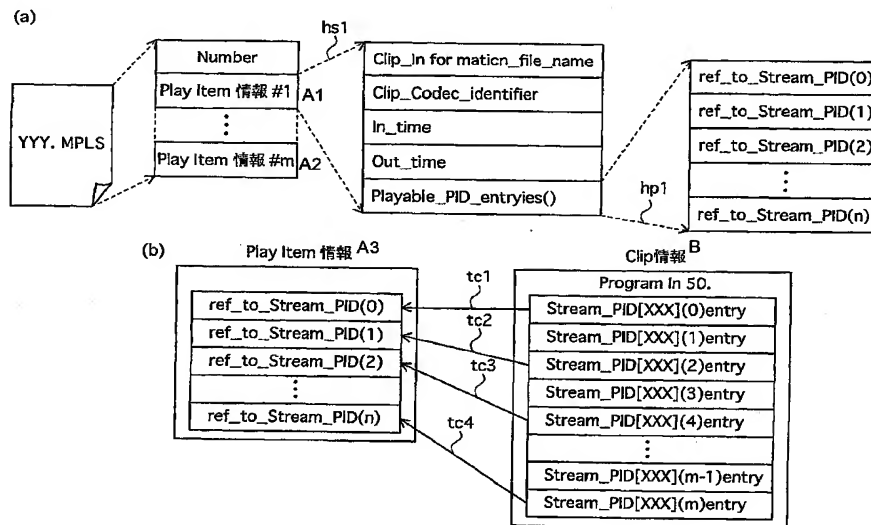 (a)
YYY. MPLS
Number
Play Item 情報 #1
⋮
Play Item 情報 #m
A1
A2
hs1
Clip_In for maticn_file_name
Clip_Codec_identifier
In_time
Out_time
Playable_PID_entryies()
hp1
ref_to_Stream_PID(0)
ref_to_Stream_PID(1)
ref_to_Stream_PID(2)
⋮
ref_to_Stream_PID(n)
(b)
Play Item 情報 A3
ref_to_Stream_PID(0)
ref_to_Stream_PID(1)
ref_to_Stream_PID(2)
⋮
ref_to_Stream_PID(n)
tc1
tc2
tc3
tc4
Clip情報 B
Program In 50.
Stream_PID[XXX](0)entry
Stream_PID[XXX](1)entry
Stream_PID[XXX](2)entry
Stream_PID[XXX](3)entry
Stream_PID[XXX](4)entry
⋮
Stream_PID[XXX](m-1)entry
Stream_PID[XXX](m)entry